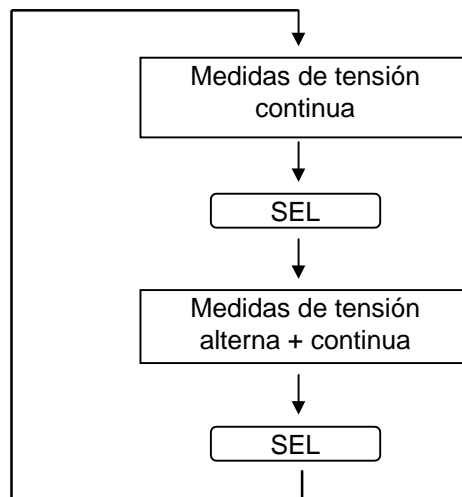 Medidas de tensión
continua
SEL
Medidas de tensión
alterna + continua
SEL